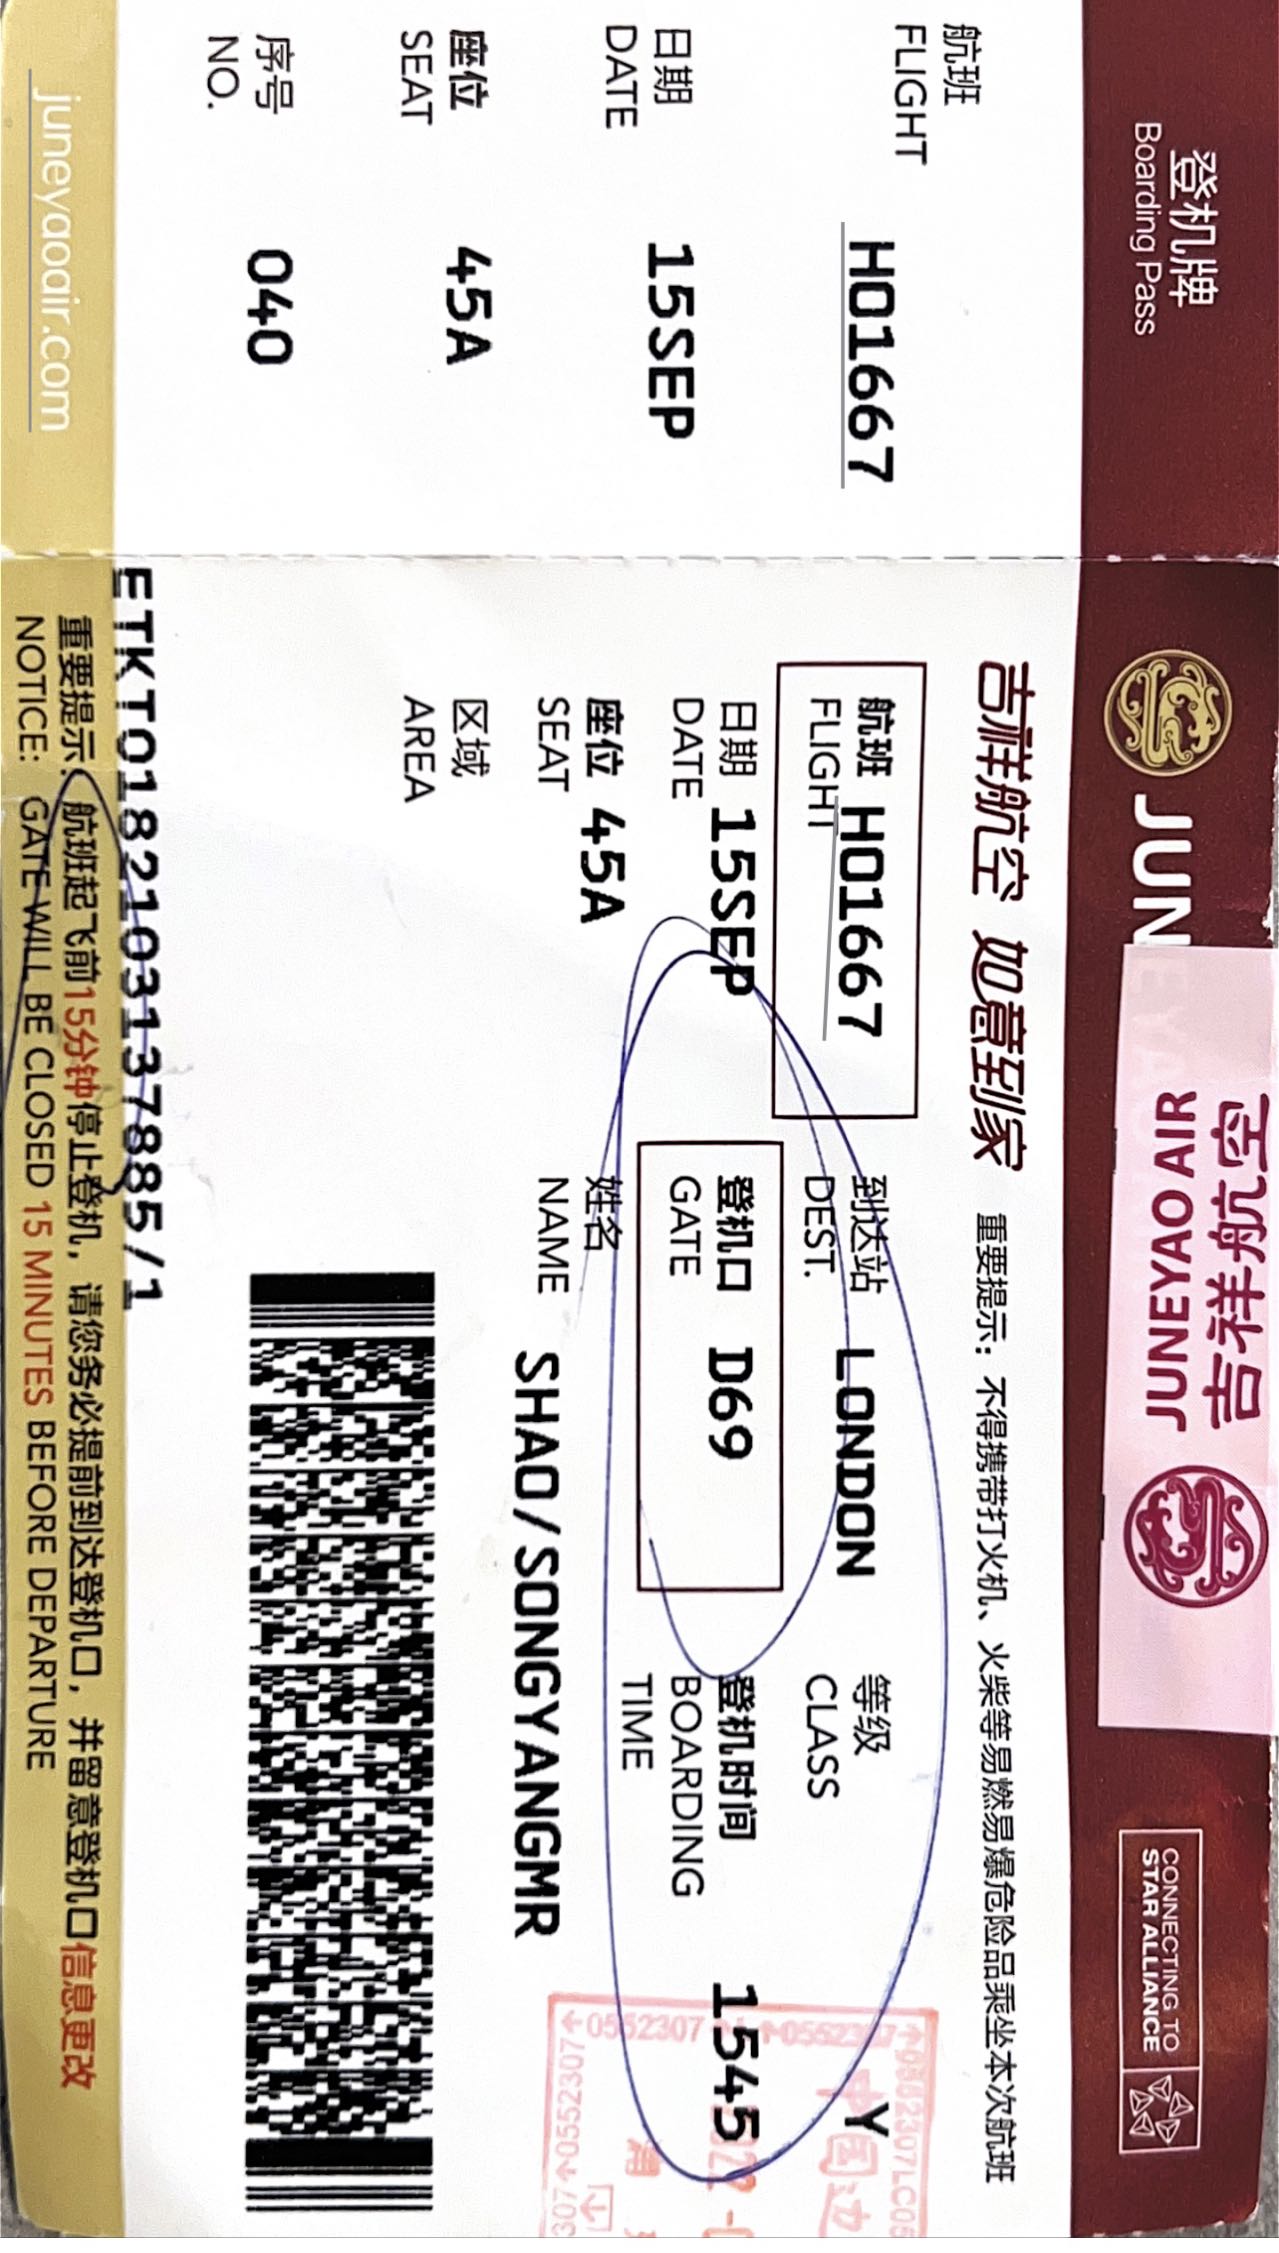 登机牌
Boarding Pass
航班
FLIGHT
HO1667
日期
DATE
15SEP
座位
SEAT
45A
序号
NO.
040
juneyaoair.com
JUNEYAO
吉祥航空
JUNEYAO AIR
CONNECTING TO
STAR ALLIANCE
吉祥航空 如意到家
重要提示：不得携带打火机、火柴等易燃易爆危险品乘坐本次航班
航班 HO1667
FLIGHT
到达站 LONDON
DEST.
等级 Y
CLASS
日期 15SEP
DATE
登机口 D69
GATE
登机时间 1545
BOARDING
TIME
座位 45A
SEAT
姓名
NAME
SHAO/SONGYANGMR
区域
AREA
中国边
ETKT0182103137885/1
重要提示：航班起飞前15分钟停止登机，请您务必提前到达登机口，并留意登机口信息更改
NOTICE: GATE WILL BE CLOSED 15 MINUTES BEFORE DEPARTURE